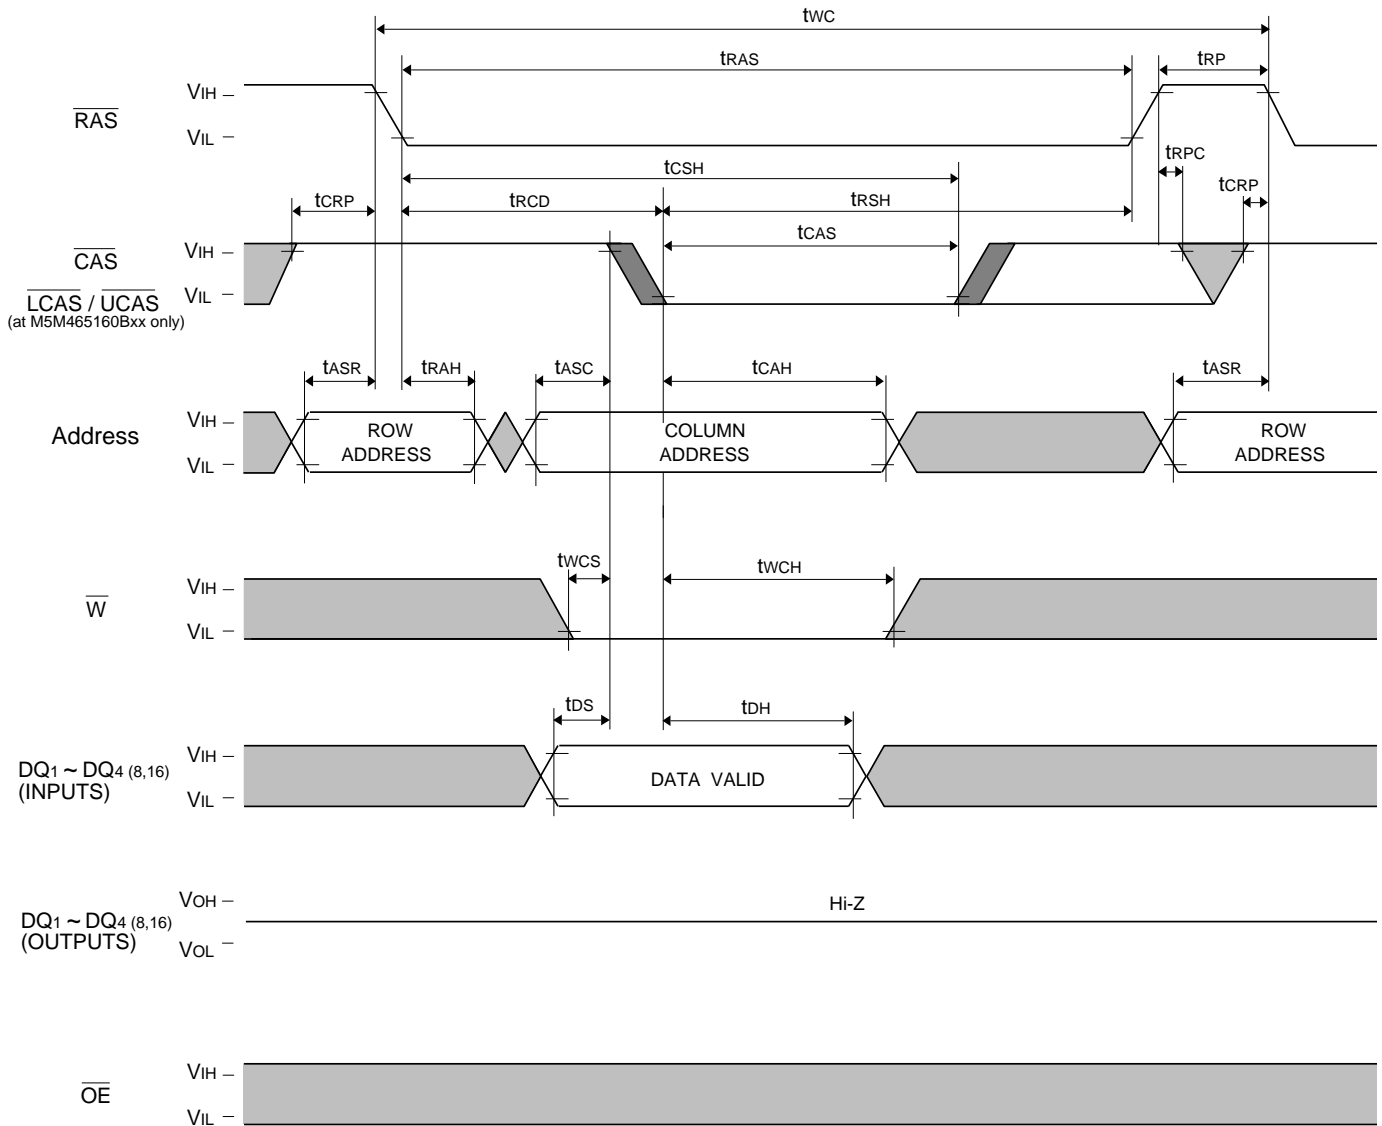 tWC
tRAS
tRP
VIH
RAS
VIL
tRPC
tCSH
tCRP
tRCD
tRSH
tCRP
tCAS
VIH
CAS
VIL
LCAS / UCAS
(at M5M465160Bxx only)
tASR
tRAH
tASC
tCAH
tASR
VIH
Address
ROW
ADDRESS
COLUMN
ADDRESS
ROW
ADDRESS
VIL
tWCS
tWCH
VIH
W
VIL
tDS
tDH
VIH
DQ1 ~ DQ4 (8,16)
(INPUTS)
DATA VALID
VIL
VOH
Hi-Z
DQ1 ~ DQ4 (8,16)
(OUTPUTS)
VOL
VIH
OE
VIL